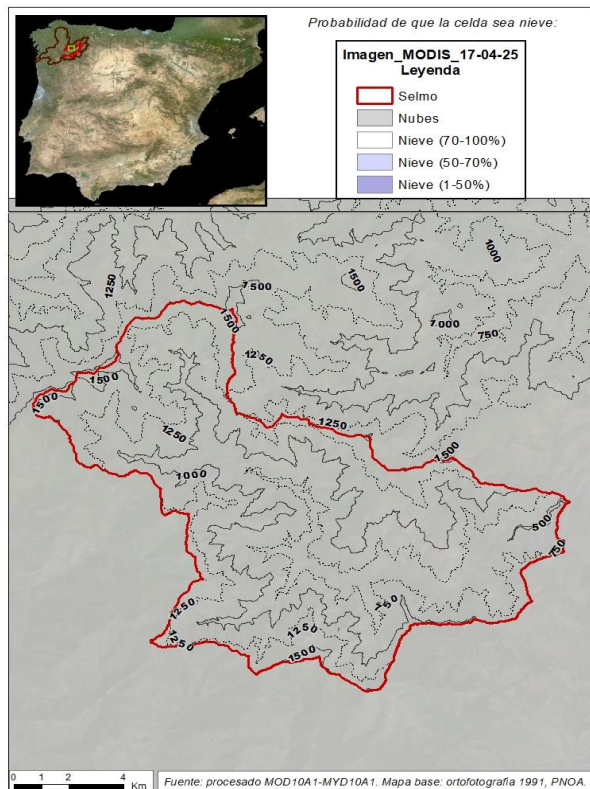 Probabilidad de que la celda sea nieve:
Imagen_MODIS_17-04-25
Leyenda
Selmo
Nubes
Nieve (70-100%)
Nieve (50-70%)
Nieve (1-50%)
1000
1250
1500
1500
1500
1000
750
1250
1500
1500
1250
1250
1500
1000
500
750
750
1250
1250
1250
1500
0 1 2 4
Km
Fuente: procesado MOD10A1-MYD10A1. Mapa base: ortofotografia 1991, PNOA.